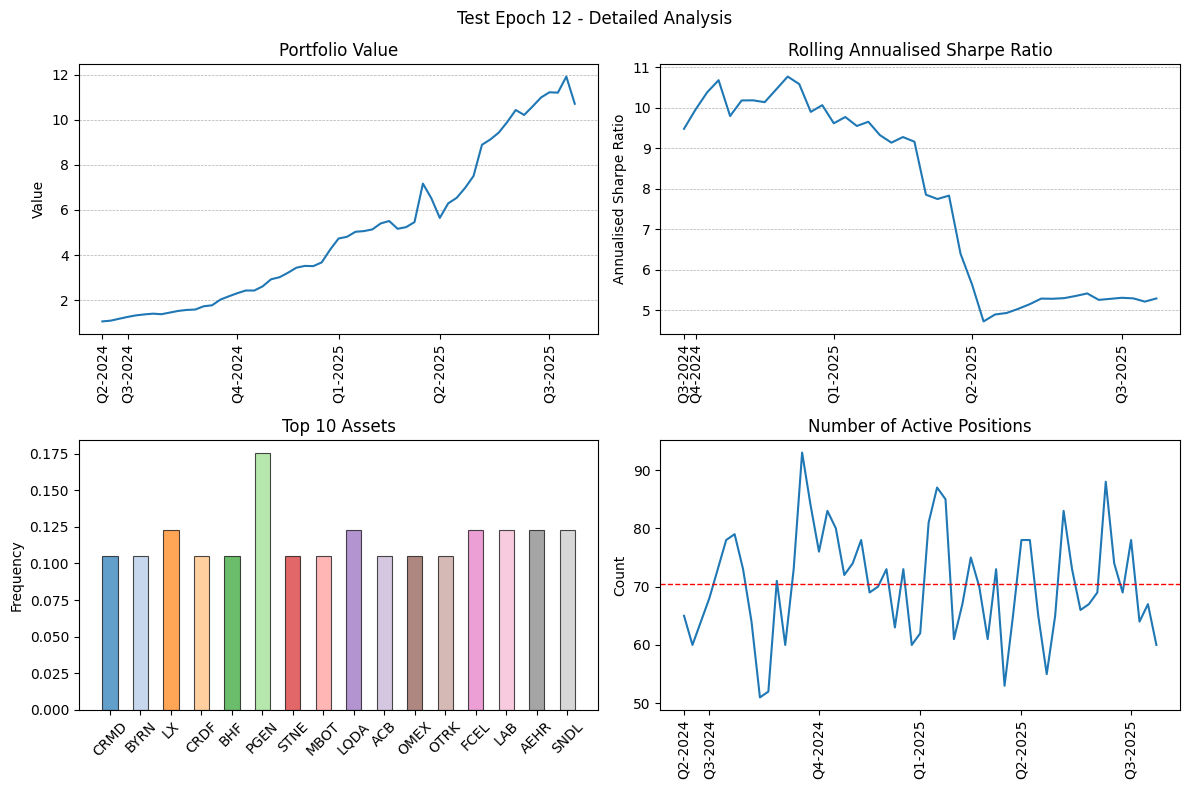 Test Epoch 12 - Detailed Analysis
Portfolio Value
Value
12
10
8
6
4
2
Q2-2024
Q3-2024
Q4-2024
Q1-2025
Q2-2025
Q3-2025
Rolling Annualised Sharpe Ratio
Annualised Sharpe Ratio
11
10
9
8
7
6
5
Q3-2024
Q4-2024
Q1-2025
Q2-2025
Q3-2025
Top 10 Assets
Frequency
0.175
0.150
0.125
0.100
0.075
0.050
0.025
0.000
CRMD
BYRN
LX
CRDF
BHF
PGEN
STNE
MBOT
LQDA
ACB
OMEX
OTRK
FCEL
LAB
AEHR
SNDL
Number of Active Positions
Count
90
80
70
60
50
Q2-2024
Q3-2024
Q4-2024
Q1-2025
Q2-2025
Q3-2025